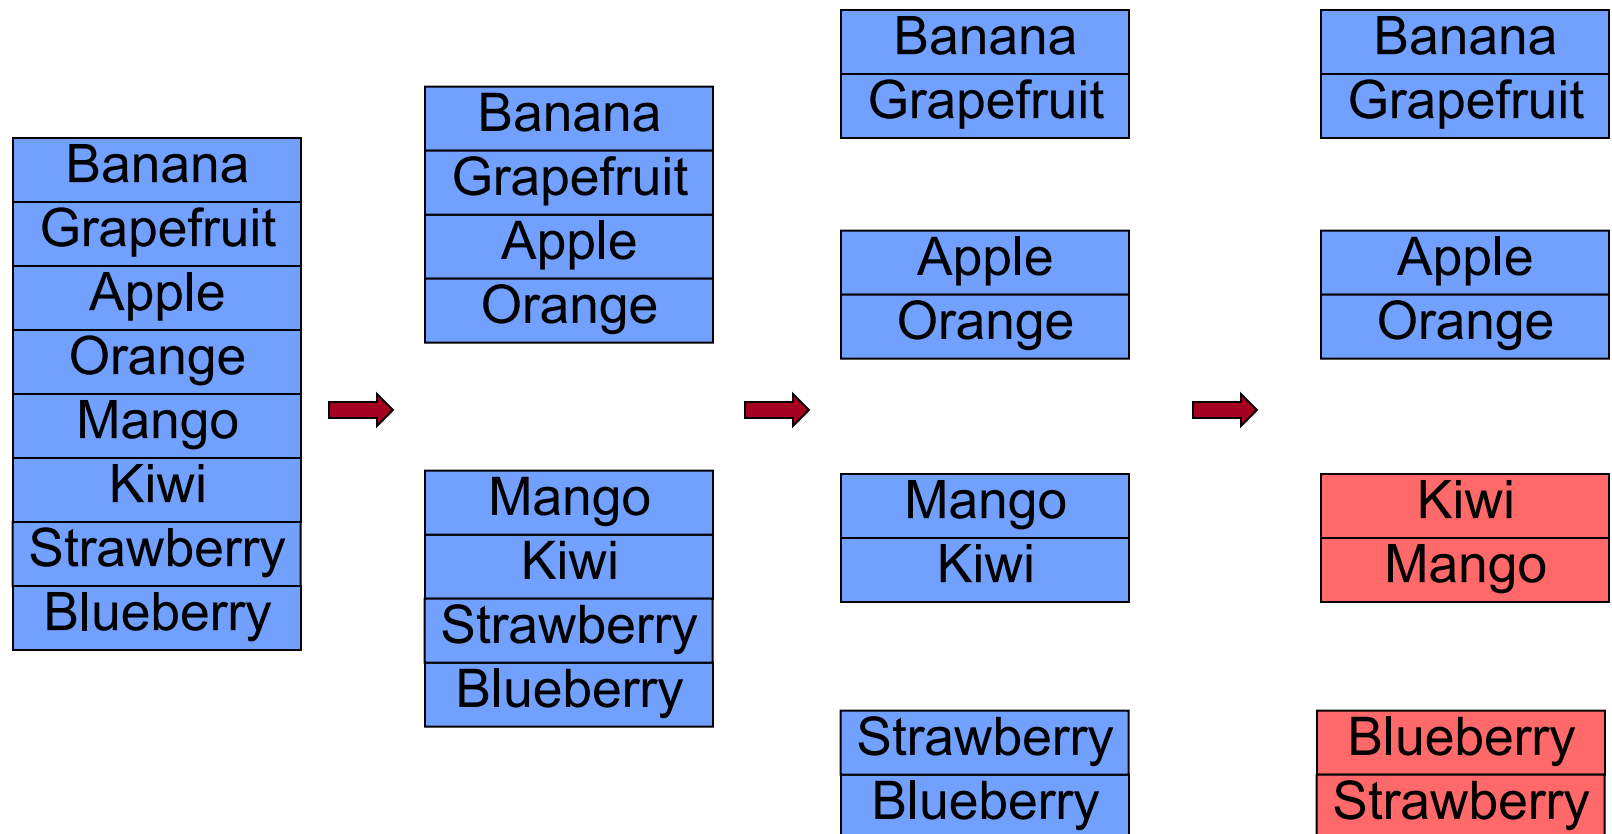 Banana
Grapefruit
Apple
Orange
Mango
Kiwi
Strawberry
Blueberry
Banana
Grapefruit
Apple
Orange
Mango
Kiwi
Strawberry
Blueberry
Banana
Grapefruit
Apple
Orange
Mango
Kiwi
Strawberry
Blueberry
Banana
Grapefruit
Apple
Orange
Kiwi
Mango
Blueberry
Strawberry